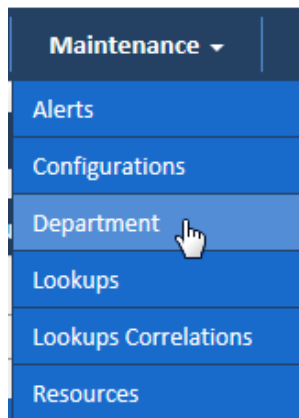 Maintenance
Alerts
Configurations
Department
Lookups
Lookups Correlations
Resources